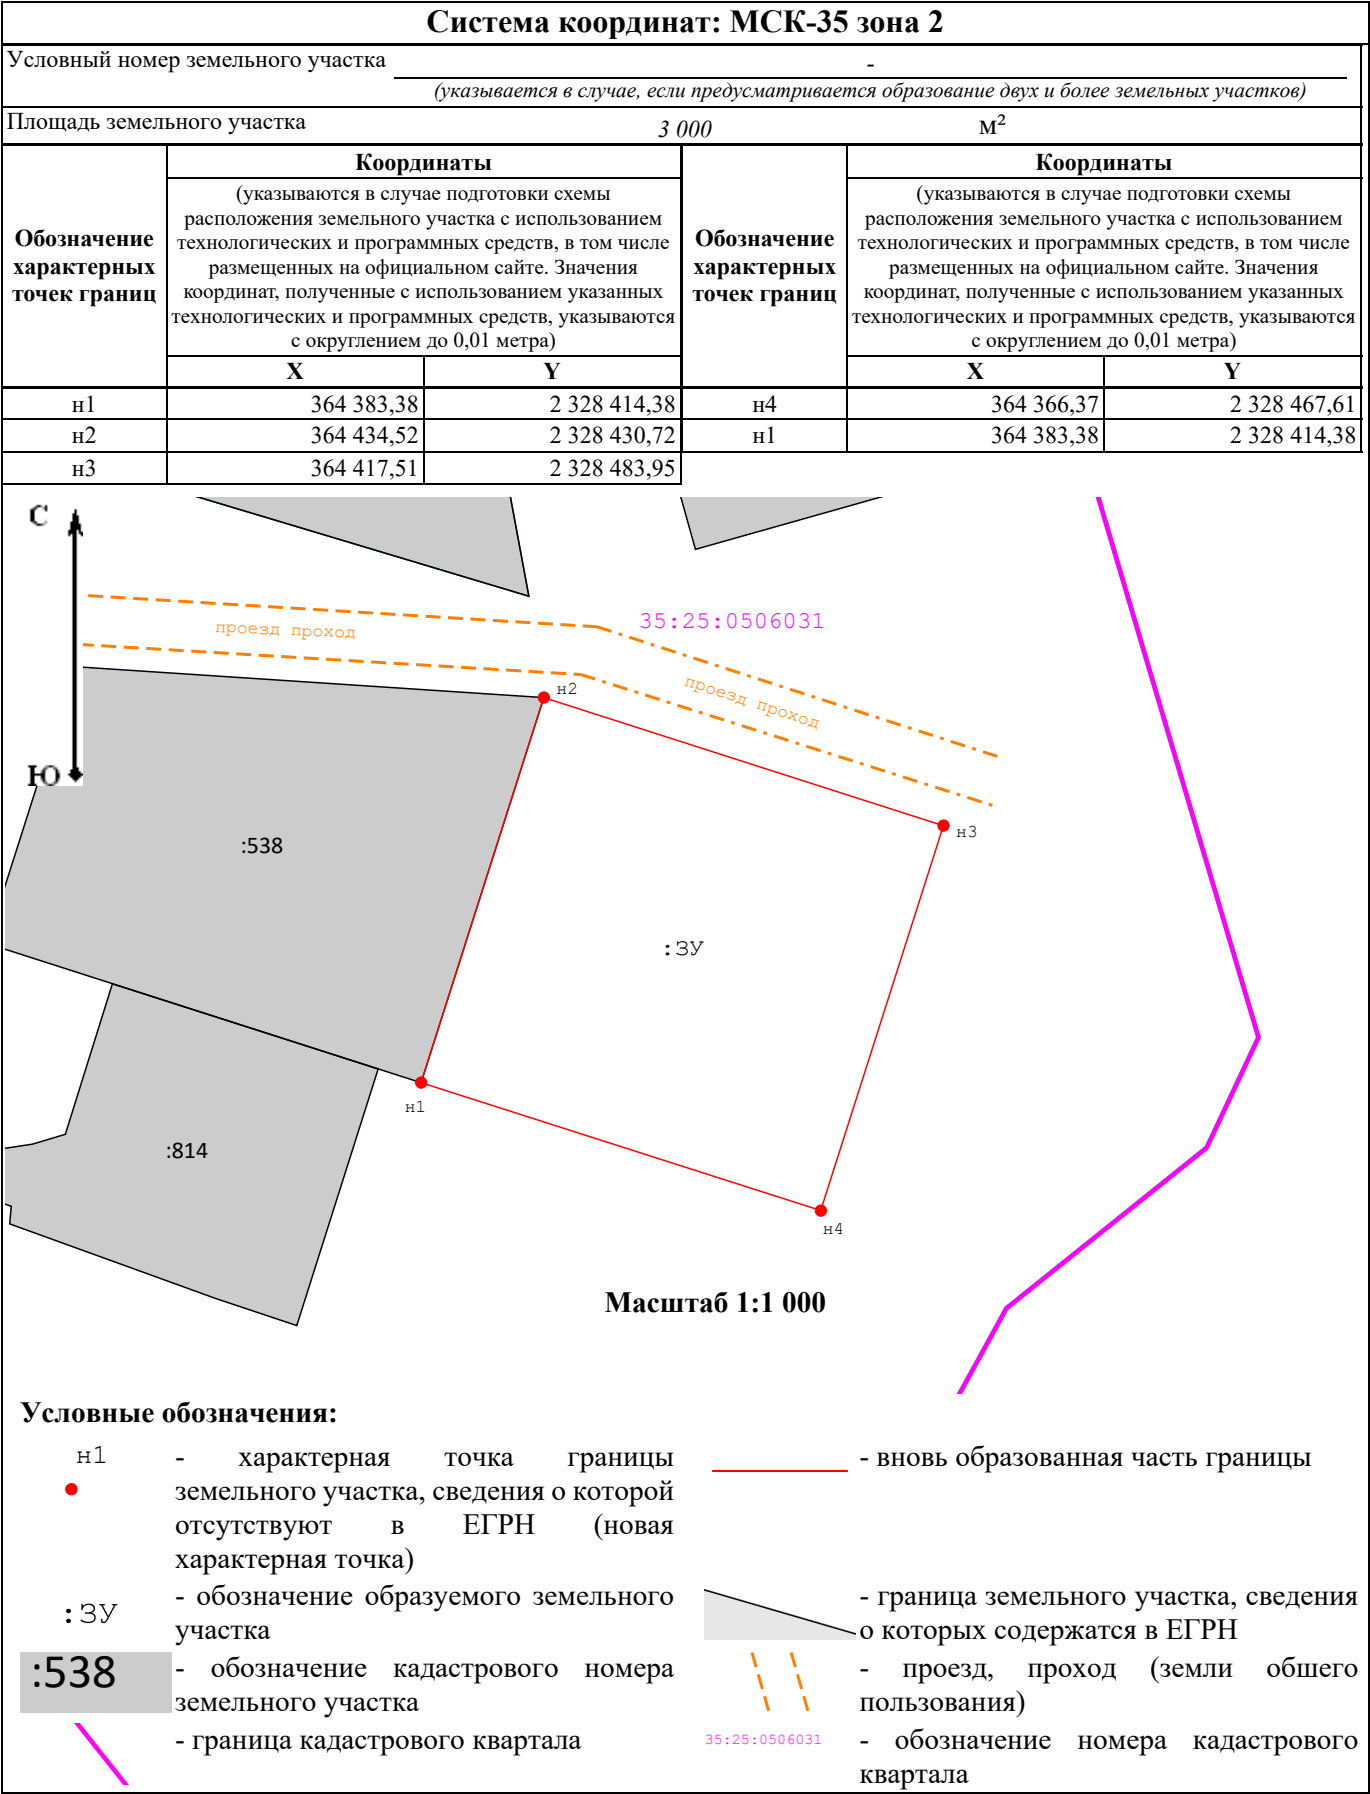 Система координат: МСК-35 зона 2
Условный номер земельного участка -
(указывается в случае, если предусматривается образование двух и более земельных участков)
Площадь земельного участка 3 000 м²
Обозначение
характерных
точек границ
Координаты
(указываются в случае подготовки схемы
расположения земельного участка с использованием
технологических и программных средств, в том числе
размещенных на официальном сайте. Значения
координат, полученные с использованием указанных
технологических и программных средств, указываются
с округлением до 0,01 метра)
X Y
Обозначение
характерных
точек границ
Координаты
(указываются в случае подготовки схемы
расположения земельного участка с использованием
технологических и программных средств, в том числе
размещенных на официальном сайте. Значения
координат, полученные с использованием указанных
технологических и программных средств, указываются
с округлением до 0,01 метра)
X Y
н1 364 383,38 2 328 414,38 н4 364 366,37 2 328 467,61
н2 364 434,52 2 328 430,72 н1 364 383,38 2 328 414,38
н3 364 417,51 2 328 483,95
С
35:25:0506031
проезд проход
проезд проход
н2
Ю
н3
:538
:ЗУ
н1
:814
н4
Масштаб 1:1 000
Условные обозначения:
н1
- характерная точка границы
земельного участка, сведения о которой
отсутствуют в ЕГРН (новая
характерная точка)
- вновь образованная часть границы
:ЗУ
- обозначение образуемого земельного
участка
- граница земельного участка, сведения
о которых содержатся в ЕГРН
:538
- обозначение кадастрового номера
земельного участка
- проезд, проход (земли обшего
пользования)
- граница кадастрового квартала
35:25:0506031
- обозначение номера кадастрового
квартала